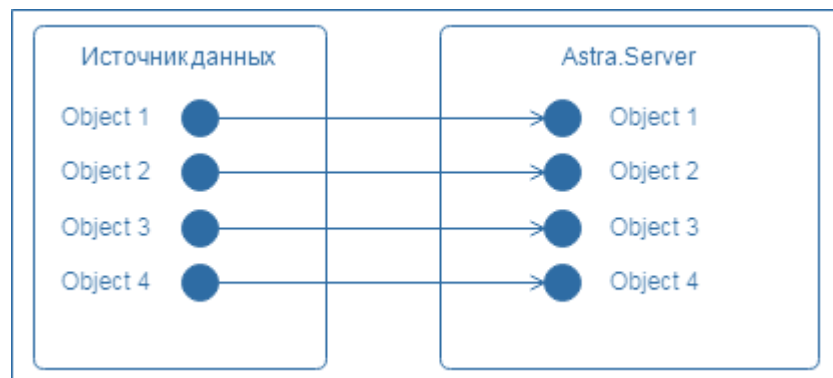 Источник данных
Astra.Server
Object 1
Object 1
Object 2
Object 2
Object 3
Object 3
Object 4
Object 4